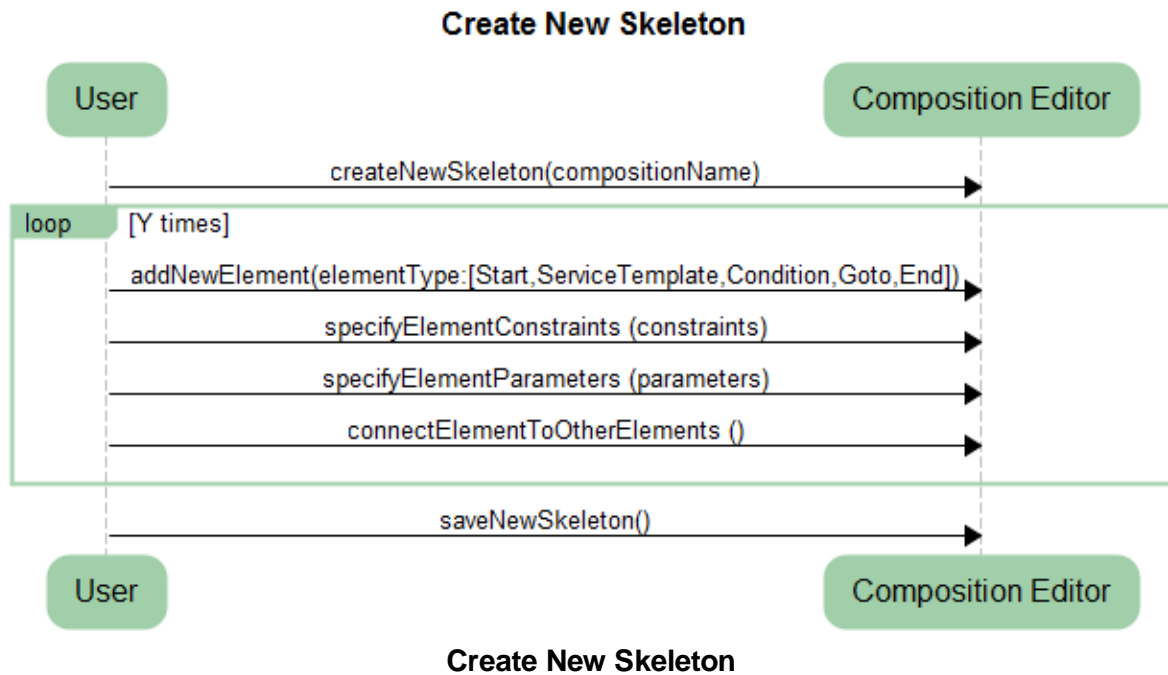 Create New Skeleton
User
Composition Editor
createNewSkeleton(compositionName)
loop
[Y times]
addNewElement(elementType:[Start,ServiceTemplate,Condition,Goto,End])
specifyElementConstraints (constraints)
specifyElementParameters (parameters)
connectElementToOtherElements ()
saveNewSkeleton()
User
Composition Editor
Create New Skeleton